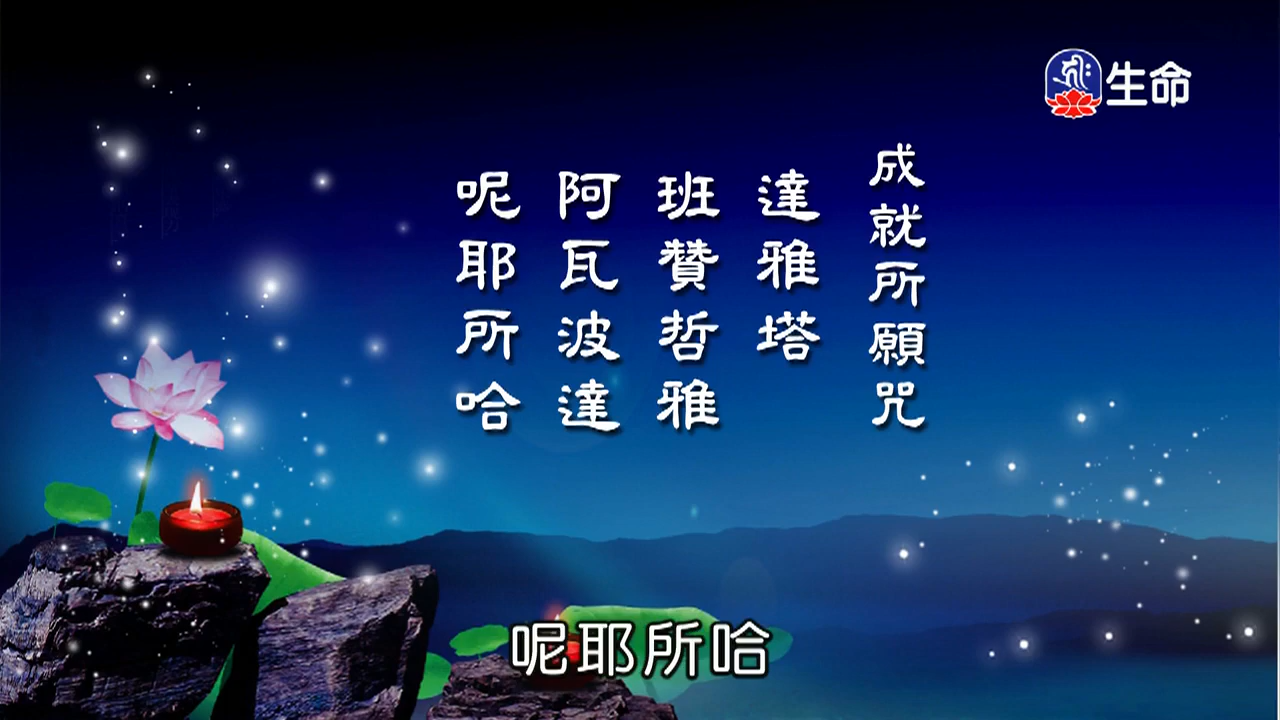 生命
成就所願咒
達雅塔
班贊哲雅
阿瓦波達
呢耶所哈
呢耶所哈